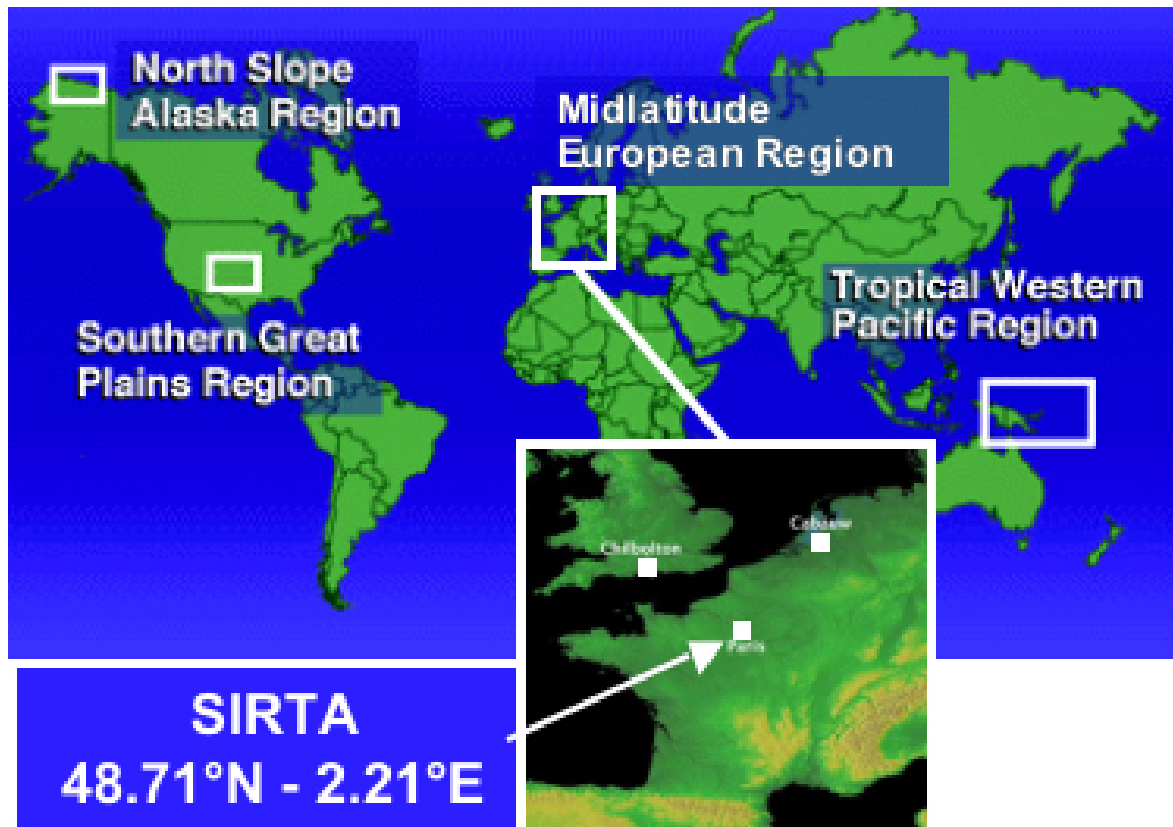 North Slope
Alaska Region
Midlatitude
European Region
Tropical Western
Pacific Region
Southern Great
Plains Region
Cabauw
Chilbolton
Paris
SIRTA
48.71°N - 2.21°E